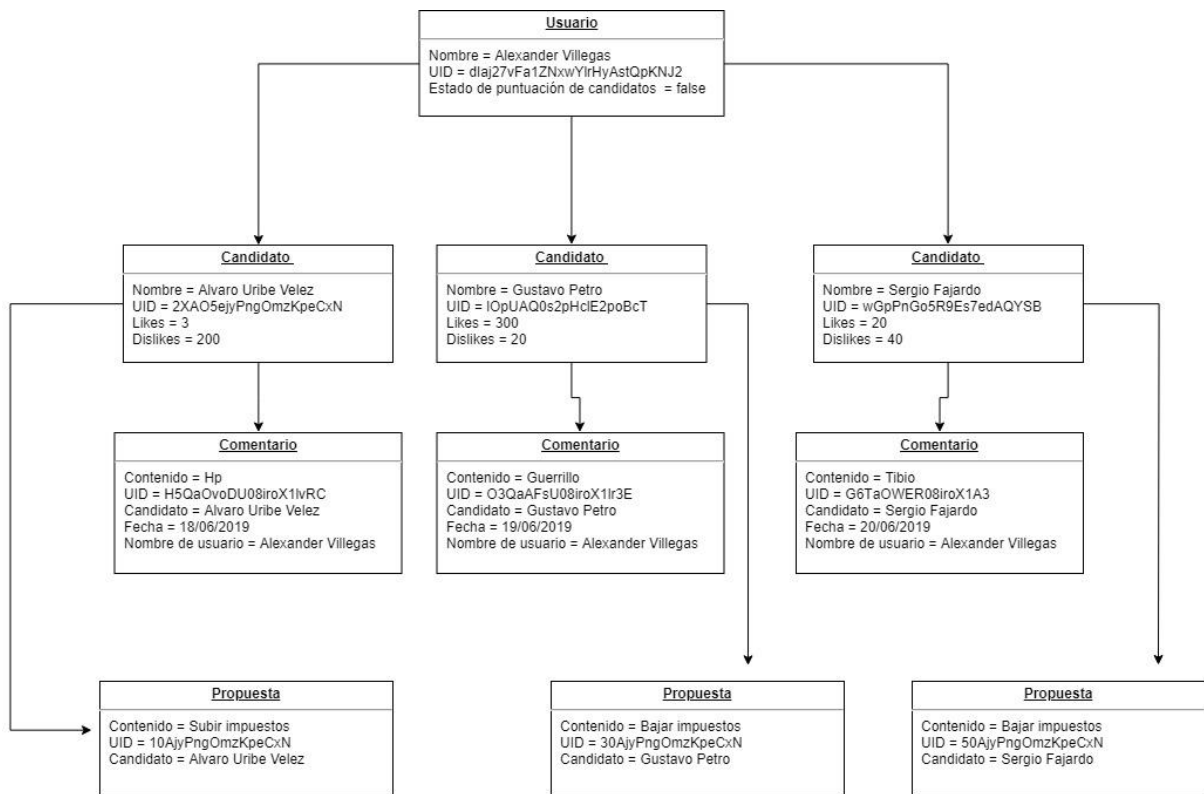 Usuario
Nombre = Alexander Villegas
UID = dlaj27vFa1ZNxwYlrHyAstQpKNJ2
Estado de puntuación de candidatos = false
Candidato
Nombre = Alvaro Uribe Velez
UID = 2XAO5ejyPngOmzKpeCxN
Likes = 3
Dislikes = 200
Candidato
Nombre = Gustavo Petro
UID = lOpUAQ0s2pHclE2poBcT
Likes = 300
Dislikes = 20
Candidato
Nombre = Sergio Fajardo
UID = wGpPnGo5R9Es7edAQYSB
Likes = 20
Dislikes = 40
Comentario
Contenido = Hp
UID = H5QaOvoDU08iroX1lvRC
Candidato = Alvaro Uribe Velez
Fecha = 18/06/2019
Nombre de usuario = Alexander Villegas
Comentario
Contenido = Guerrillo
UID = O3QaAFsU08iroX1lr3E
Candidato = Gustavo Petro
Fecha = 19/06/2019
Nombre de usuario = Alexander Villegas
Comentario
Contenido = Tibio
UID = G6TaOWER08iroX1A3
Candidato = Sergio Fajardo
Fecha = 20/06/2019
Nombre de usuario = Alexander Villegas
Propuesta
Contenido = Subir impuestos
UID = 10AjyPngOmzKpeCxN
Candidato = Alvaro Uribe Velez
Propuesta
Contenido = Bajar impuestos
UID = 30AjyPngOmzKpeCxN
Candidato = Gustavo Petro
Propuesta
Contenido = Bajar impuestos
UID = 50AjyPngOmzKpeCxN
Candidato = Sergio Fajardo